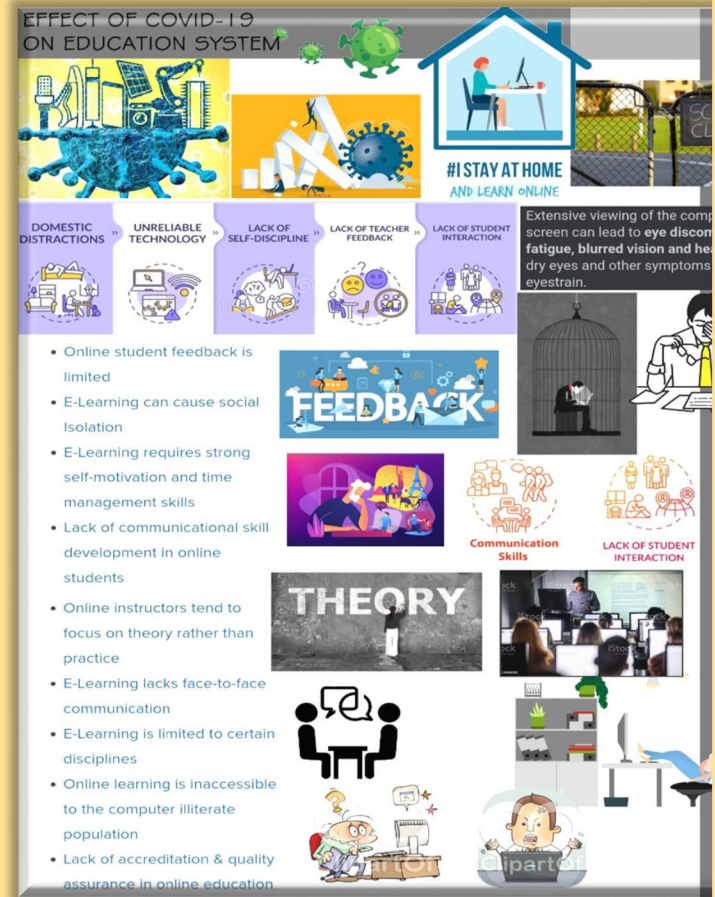 EFFECT OF COVID-19
ON EDUCATION SYSTEM
#I STAY AT HOME
AND LEARN ONLINE
SC
CL
DOMESTIC
DISTRACTIONS
UNRELIABLE
TECHNOLOGY
LACK OF
SELF-DISCIPLINE
LACK OF TEACHER
FEEDBACK
LACK OF STUDENT
INTERACTION
Extensive viewing of the comp
screen can lead to eye discom
fatigue, blurred vision and hea
dry eyes and other symptoms
eyestrain.
• Online student feedback is
limited
• E-Learning can cause social
Isolation
• E-Learning requires strong
self-motivation and time
management skills
• Lack of communicational skill
development in online
students
• Online instructors tend to
focus on theory rather than
practice
• E-Learning lacks face-to-face
communication
• E-Learning is limited to certain
disciplines
• Online learning is inaccessible
to the computer illiterate
population
• Lack of accreditation & quality
assurance in online education
FEEDBACK
Communication
Skills
LACK OF STUDENT
INTERACTION
THEORY
iStock
ClipartOf